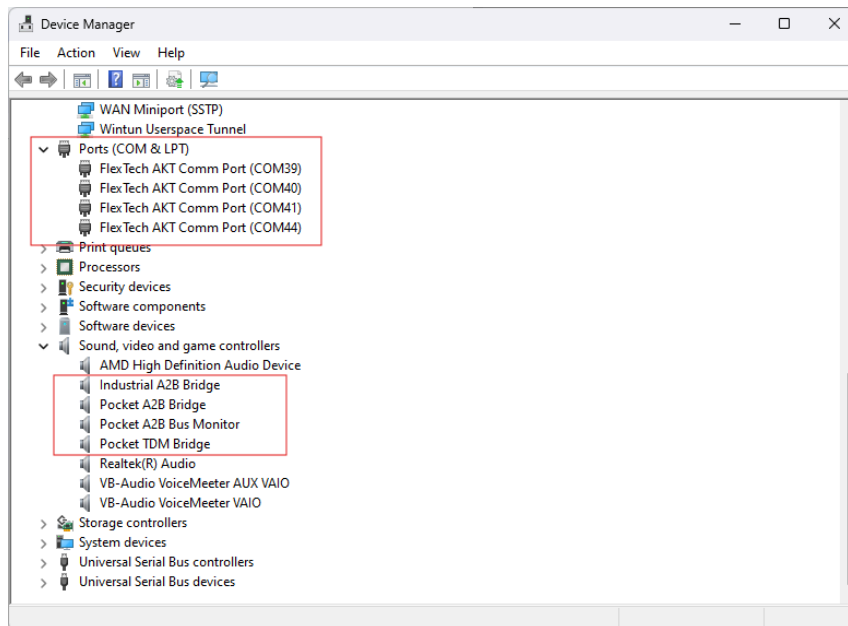 Device Manager
File Action View Help
WAN Miniport (SSTP)
Wintun Userspace Tunnel
Ports (COM & LPT)
FlexTech AKT Comm Port (COM39)
FlexTech AKT Comm Port (COM40)
FlexTech AKT Comm Port (COM41)
FlexTech AKT Comm Port (COM44)
Print queues
Processors
Security devices
Software components
Software devices
Sound, video and game controllers
AMD High Definition Audio Device
Industrial A2B Bridge
Pocket A2B Bridge
Pocket A2B Bus Monitor
Pocket TDM Bridge
Realtek(R) Audio
VB-Audio VoiceMeeter AUX VAIO
VB-Audio VoiceMeeter VAIO
Storage controllers
System devices
Universal Serial Bus controllers
Universal Serial Bus devices